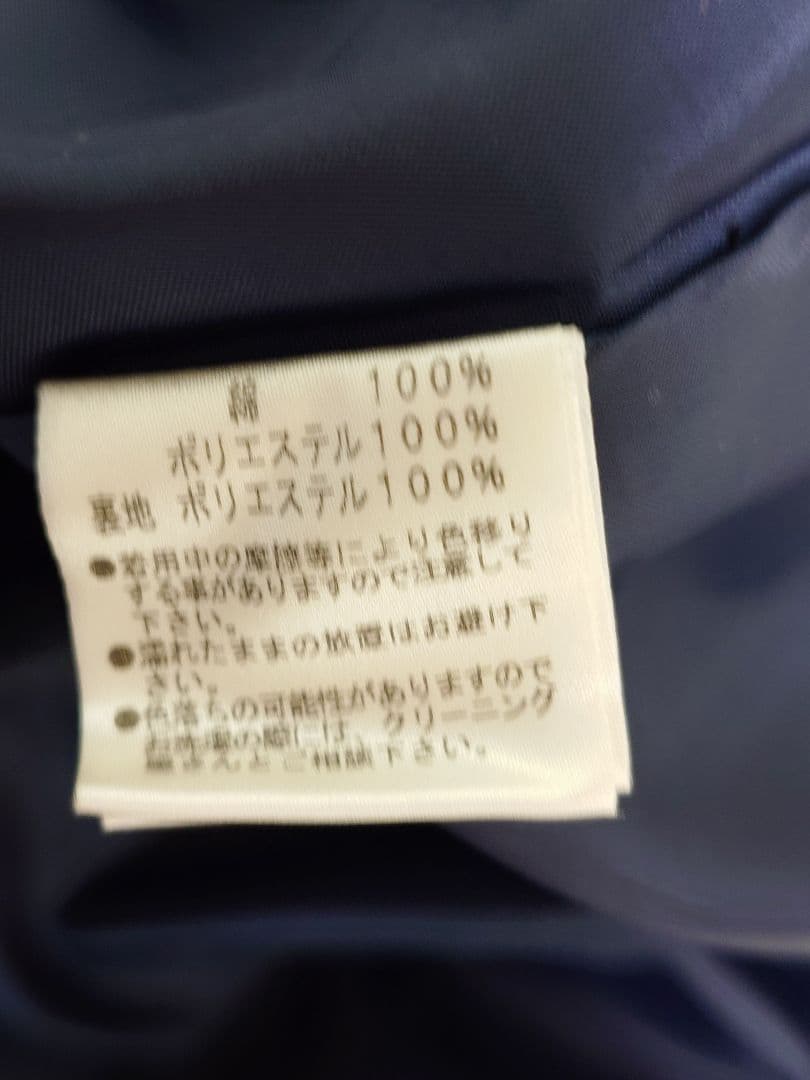 綿 100%
ポリエステル100%
裏地 ポリエステル100%
●着用中の摩擦等により色移り
する事がありますので注意して
下さい。
●濡れたままの放置はお避け下
さい。
●色落ちの可能性がありますので
お洗濯の際には、クリーニング
屋さんとご相談下さい。